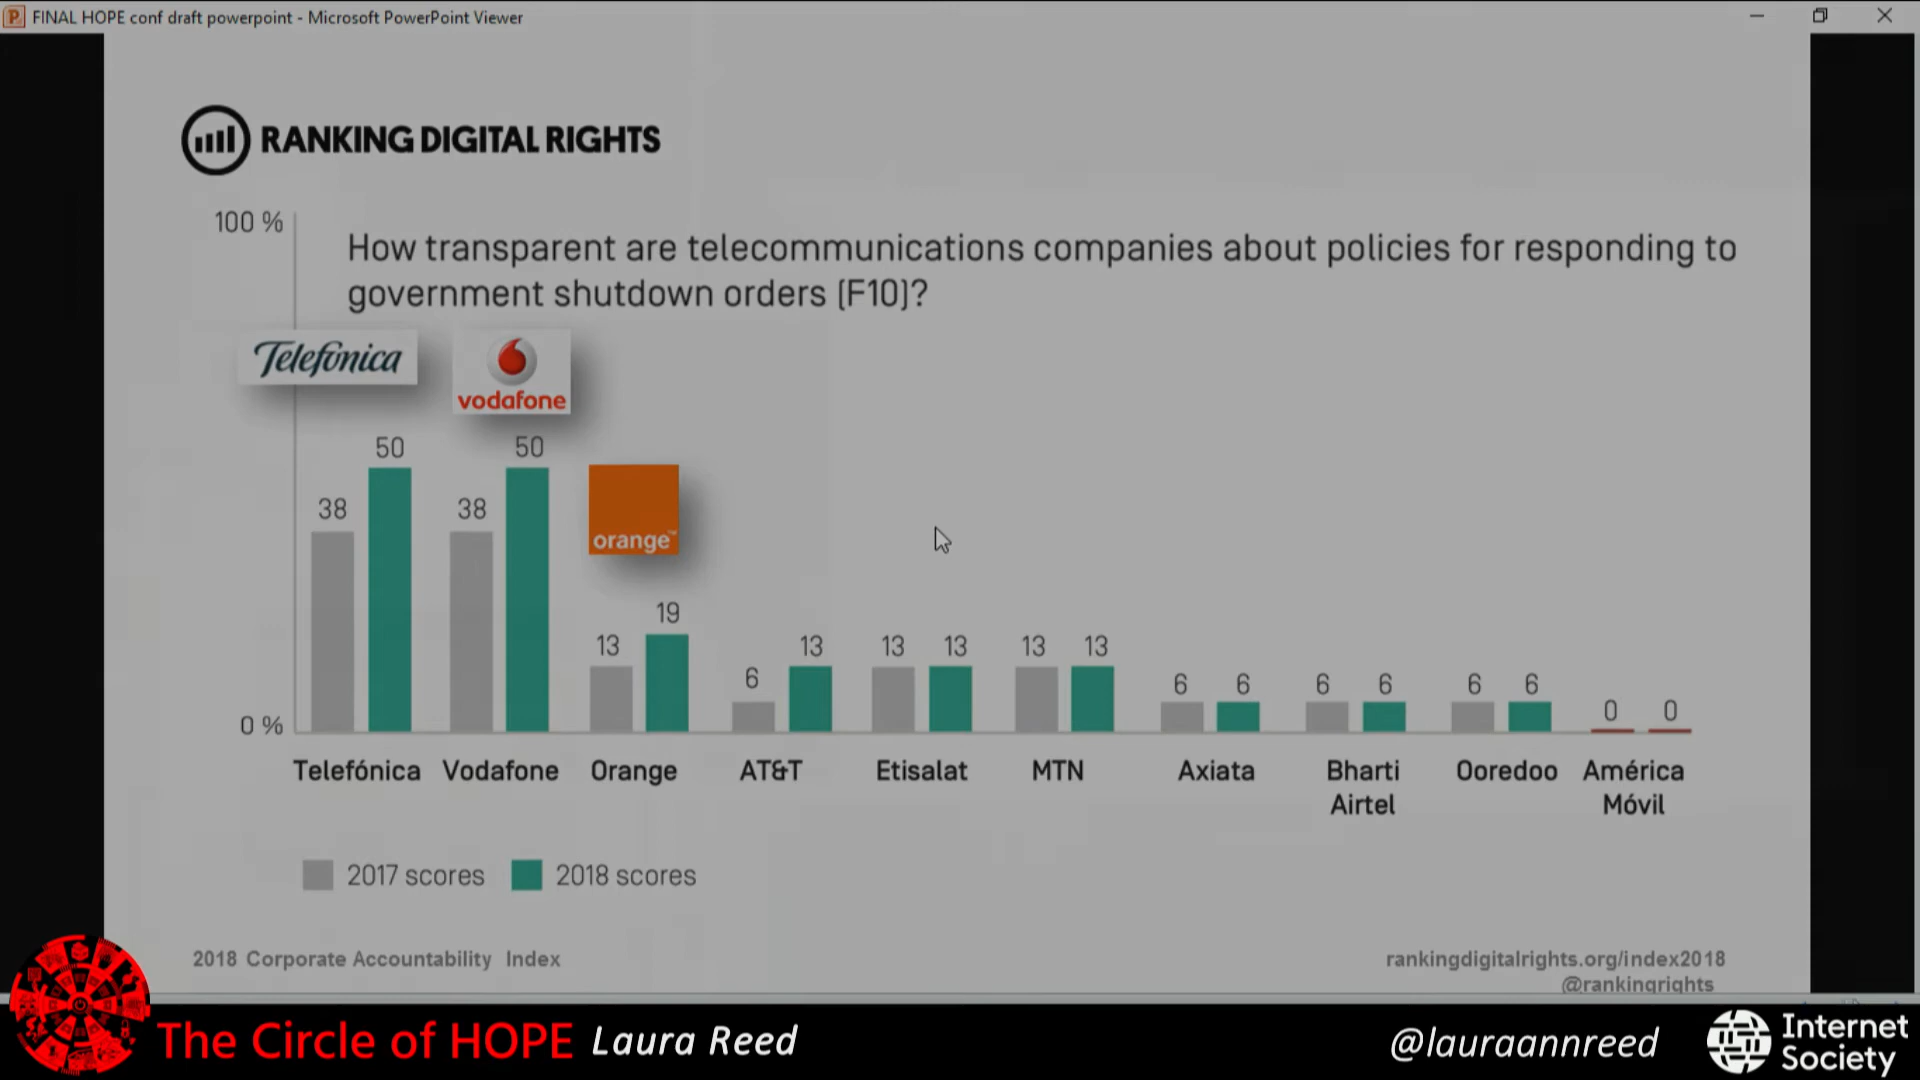 FINAL HOPE conf draft powerpoint - Microsoft PowerPoint Viewer
RANKING DIGITAL RIGHTS
100 %
How transparent are telecommunications companies about policies for responding to
government shutdown orders (F10)?
Telefónica
vodafone
50
50
38
38
orange™
19
13
6
13
13
13
13
13
6
6
6
6
6
6
0
0
0 %
Telefónica
Vodafone
Orange
AT&T
Etisalat
MTN
Axiata
Bharti
Airtel
Ooredoo
América
Móvil
2017 scores
2018 scores
2018 Corporate Accountability Index
rankingdigitalrights.org/index2018
@rankingrights
The Circle of HOPE
Laura Reed
@lauraannreed
Internet
Society